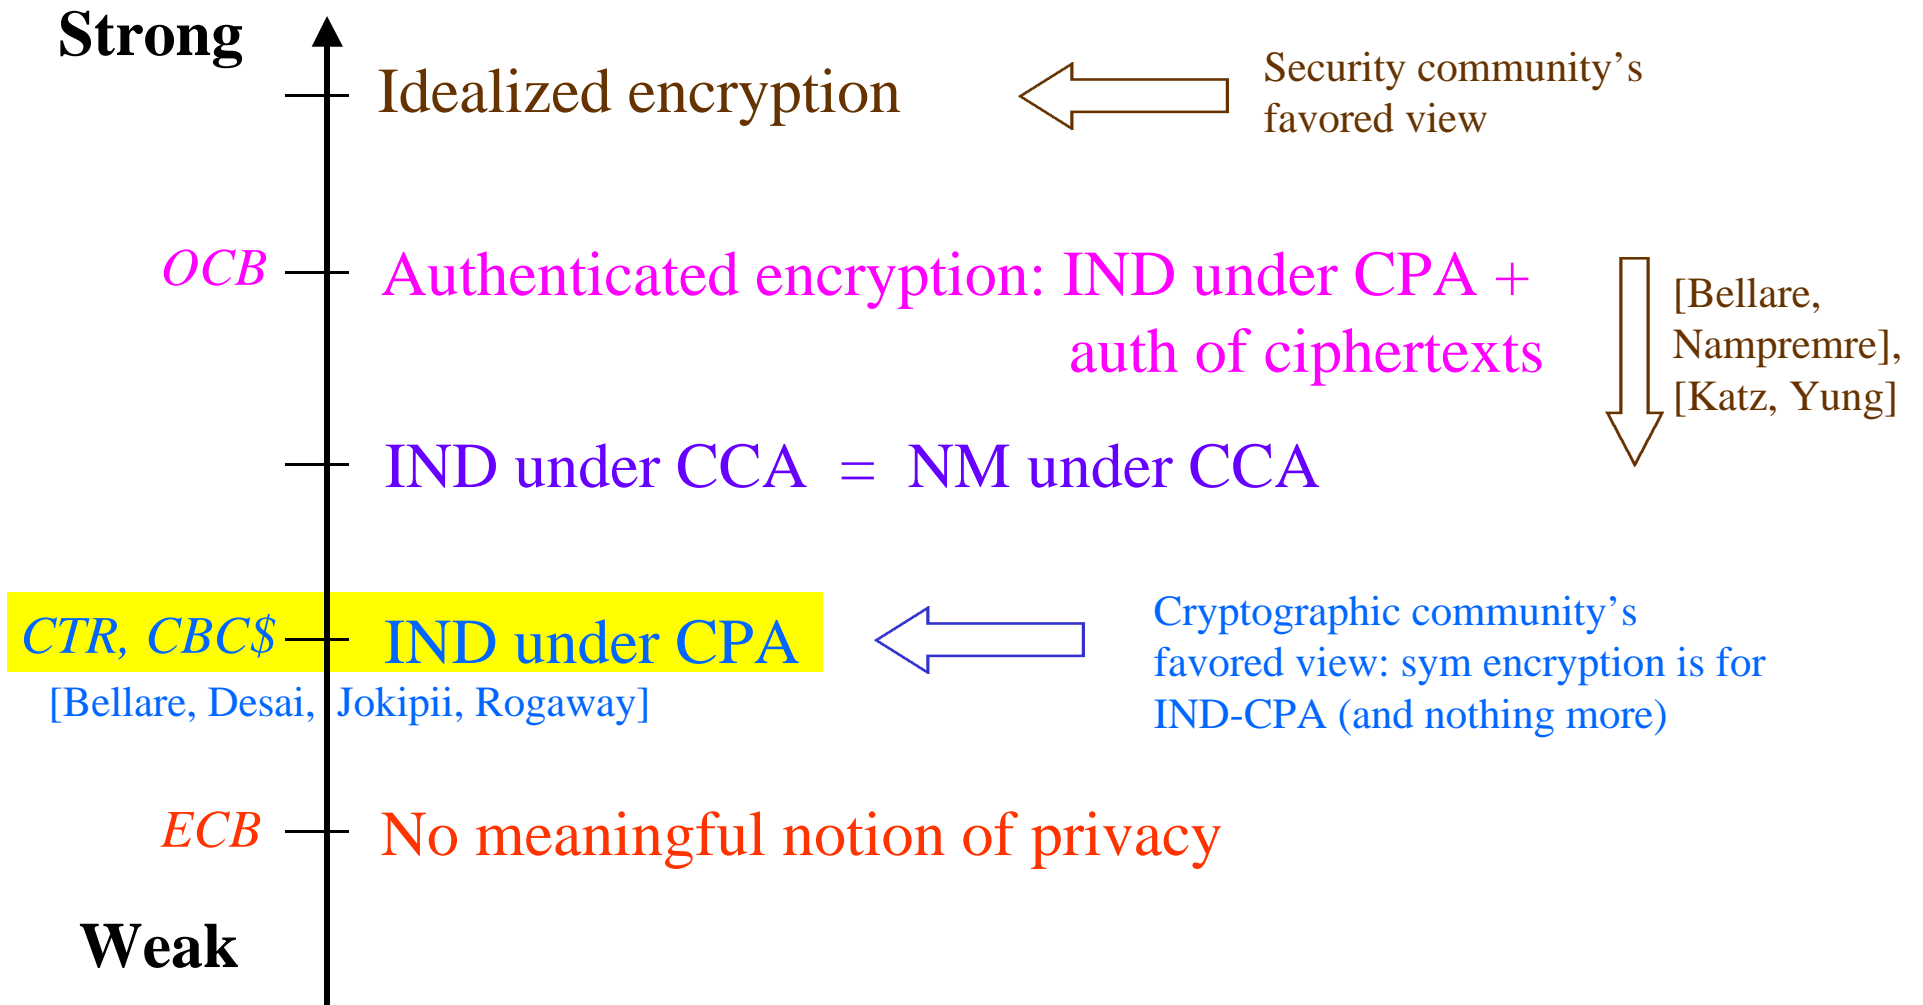 Strong
Idealized encryption
Security community’s
favored view
OCB
Authenticated encryption: IND under CPA +
auth of ciphertexts
[Bellare,
Nampremre],
[Katz, Yung]
IND under CCA = NM under CCA
CTR, CBC$
IND under CPA
[Bellare, Desai, Jokipii, Rogaway]
Cryptographic community’s
favored view: sym encryption is for
IND-CPA (and nothing more)
ECB
No meaningful notion of privacy
Weak